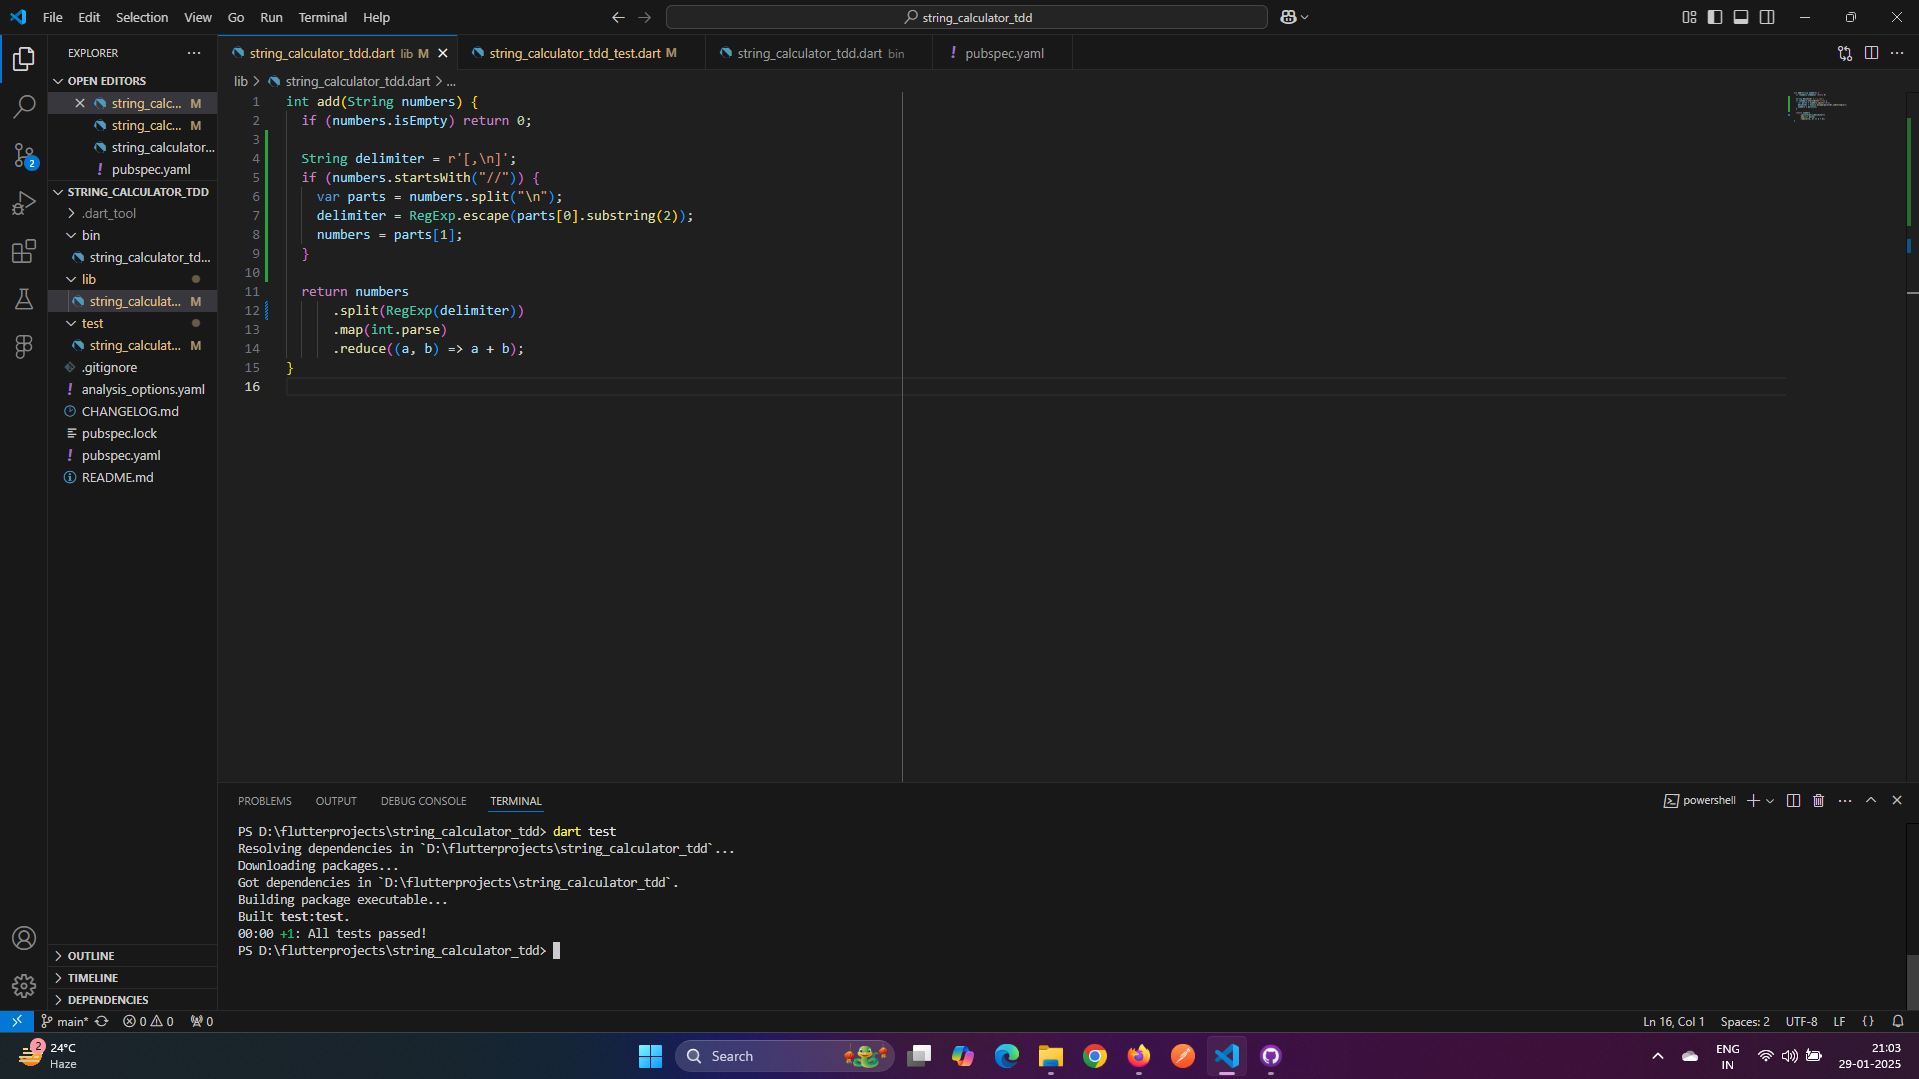 File Edit Selection View Go Run Terminal Help
string_calculator_tdd
EXPLORER
OPEN EDITORS
string_calc... M
string_calc... M
string_calculator...
! pubspec.yaml
STRING_CALCULATOR_TDD
.dart_tool
bin
string_calculator_td...
lib
string_calculat... M
test
string_calculat... M
.gitignore
! analysis_options.yaml
CHANGELOG.md
pubspec.lock
! pubspec.yaml
README.md
OUTLINE
TIMELINE
DEPENDENCIES
2
string_calculator_tdd.dart lib M
string_calculator_tdd_test.dart M
string_calculator_tdd.dart bin
! pubspec.yaml
lib > string_calculator_tdd.dart > ...
1 int add(String numbers) {
2 if (numbers.isEmpty) return 0;
3
4 String delimiter = r'[,\n]';
5 if (numbers.startsWith("//")) {
6 var parts = numbers.split("\n");
7 delimiter = RegExp.escape(parts[0].substring(2));
8 numbers = parts[1];
9 }
10
11 return numbers
12 .split(RegExp(delimiter))
13 .map(int.parse)
14 .reduce((a, b) => a + b);
15 }
16
PROBLEMS OUTPUT DEBUG CONSOLE TERMINAL
powershell
PS D:\flutterprojects\string_calculator_tdd> dart test
Resolving dependencies in `D:\flutterprojects\string_calculator_tdd`...
Downloading packages...
Got dependencies in `D:\flutterprojects\string_calculator_tdd`.
Building package executable...
Built test:test.
00:00 +1: All tests passed!
PS D:\flutterprojects\string_calculator_tdd>
main* 0 0 0
Ln 16, Col 1 Spaces: 2 UTF-8 LF {}
2
24°C
Haze
Search
ENG
IN
21:03
29-01-2025